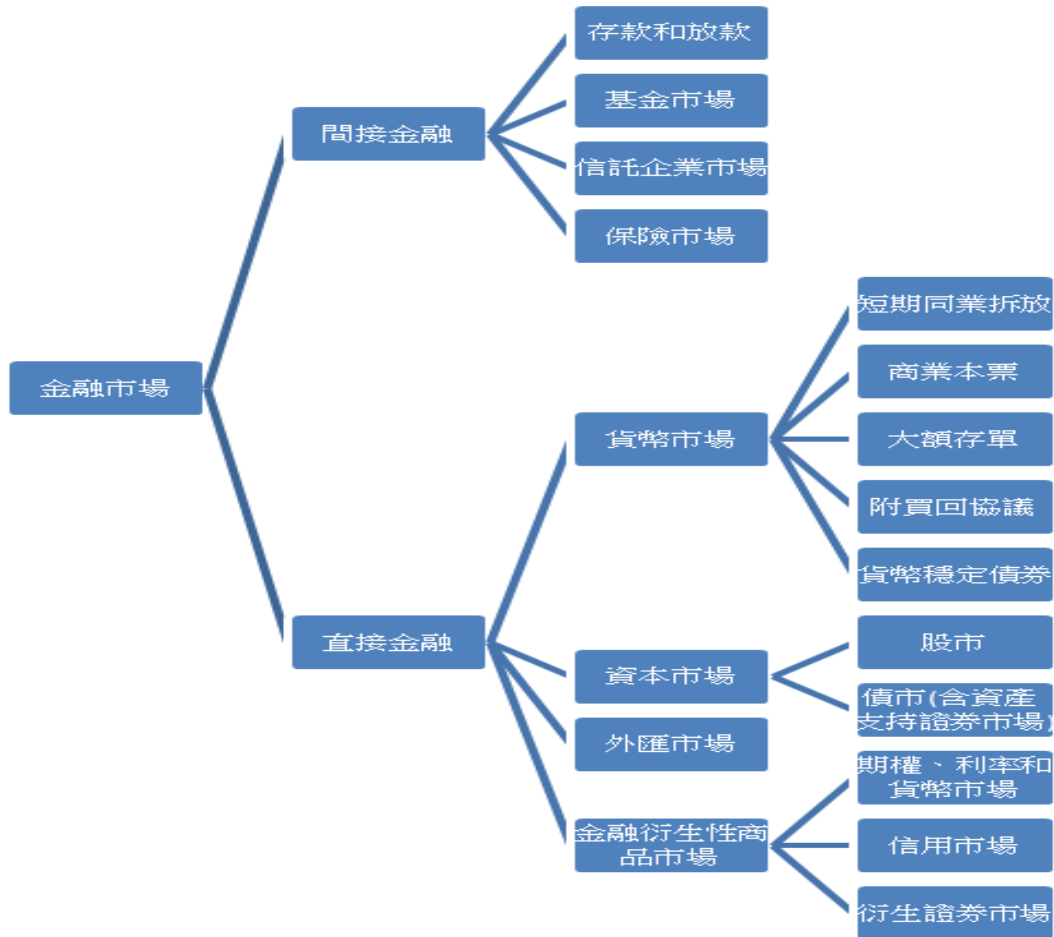 金融市場
間接金融
存款和放款
基金市場
信託企業市場
保險市場
直接金融
貨幣市場
短期同業拆放
商業本票
大額存單
附買回協議
貨幣穩定債券
資本市場
股市
債市(含資產
支持證券市場)
外匯市場
金融衍生性商
品市場
期權、利率和
貨幣市場
信用市場
衍生證券市場